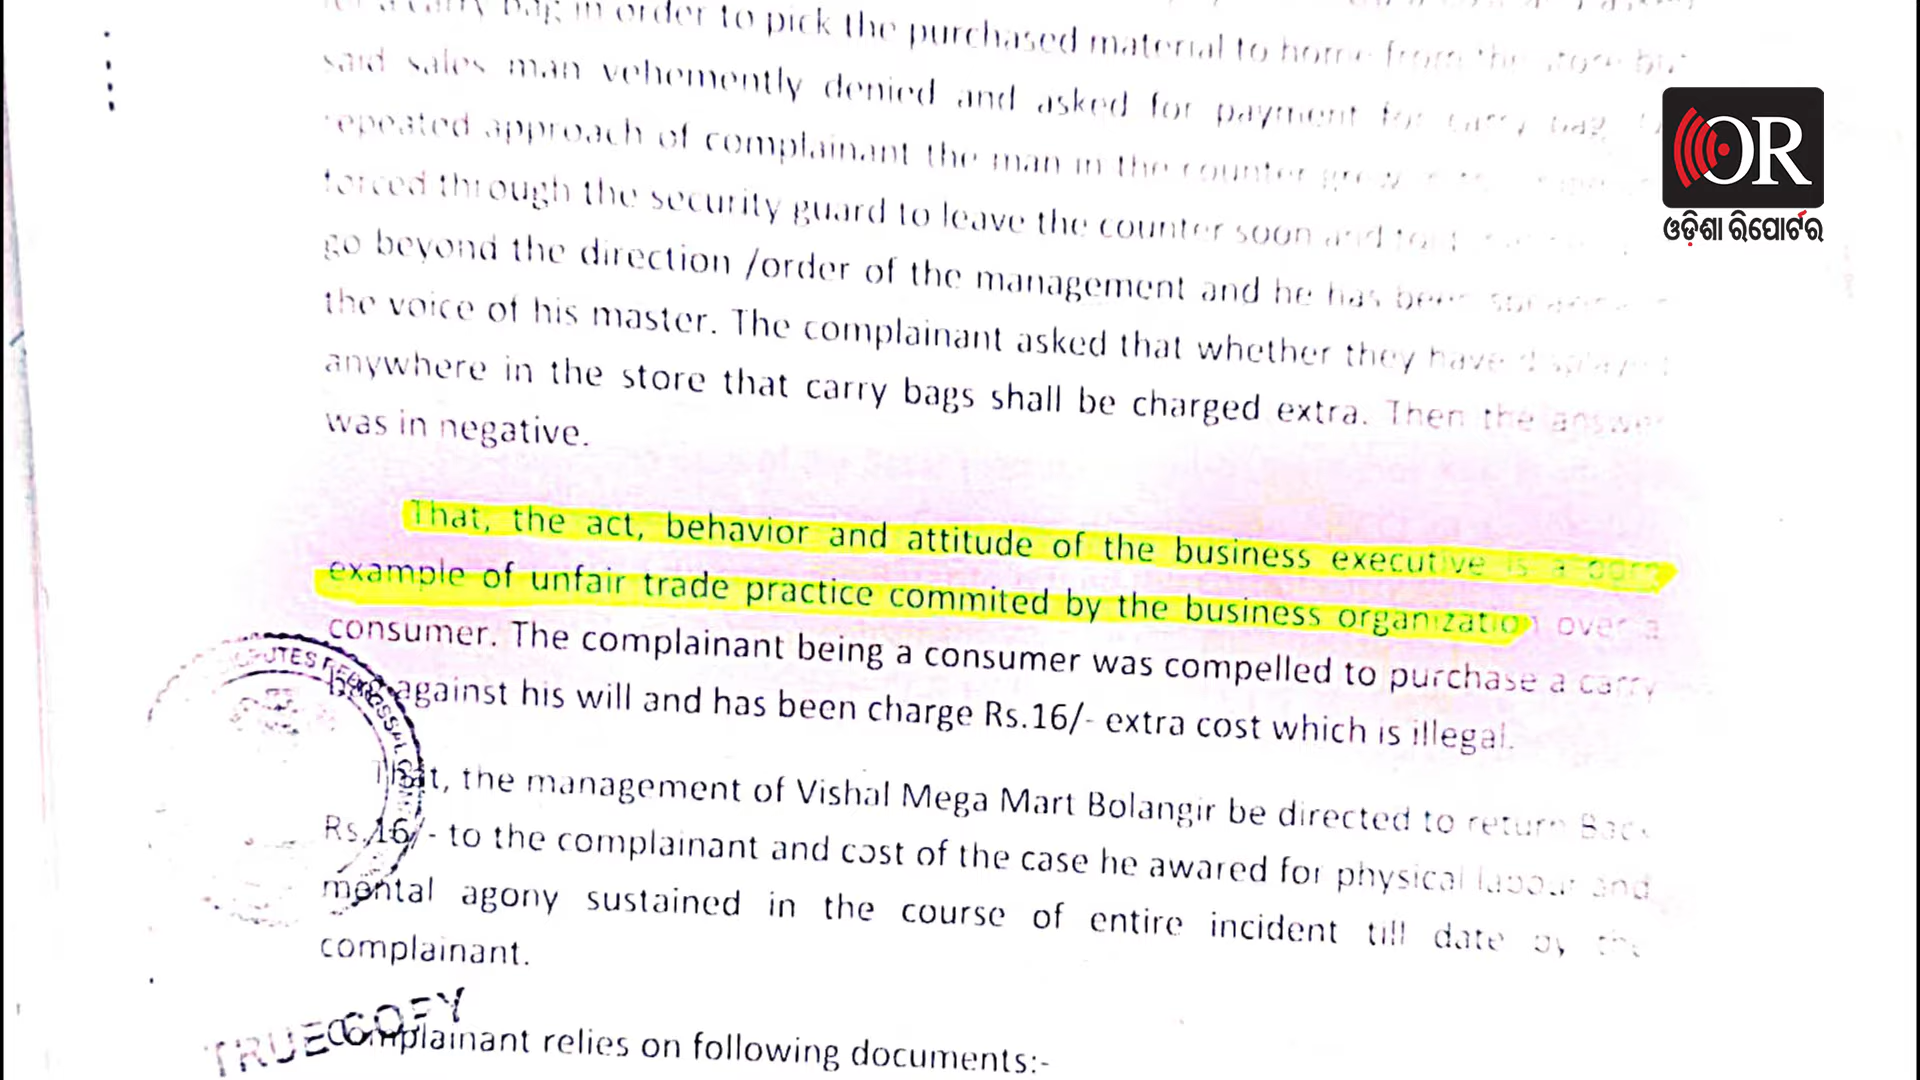 carry bag in order to pick the purchased material to home from the store but
said sales man vehemently denied and asked for payment for carry bag
repeated approach of complainant the man in the counter
forced through the security guard to leave the counter soon and
go beyond the direction /order of the management and he has been
the voice of his master. The complainant asked that whether they have displayed
anywhere in the store that carry bags shall be charged extra. Then the answer
was in negative.
That, the act, behavior and attitude of the business executive is a
example of unfair trade practice commited by the business organization over a
consumer. The complainant being a consumer was compelled to purchase a carry
bag against his will and has been charge Rs.16/- extra cost which is illegal.
That, the management of Vishal Mega Mart Bolangir be directed to return Back
Rs.16/- to the complainant and cost of the case he awared for physical labour and
mental agony sustained in the course of entire incident till date by the
complainant.
Complainant relies on following documents:-
TRUE COPY
OR
ଓଡ଼ିଶା ରିପୋର୍ଟର